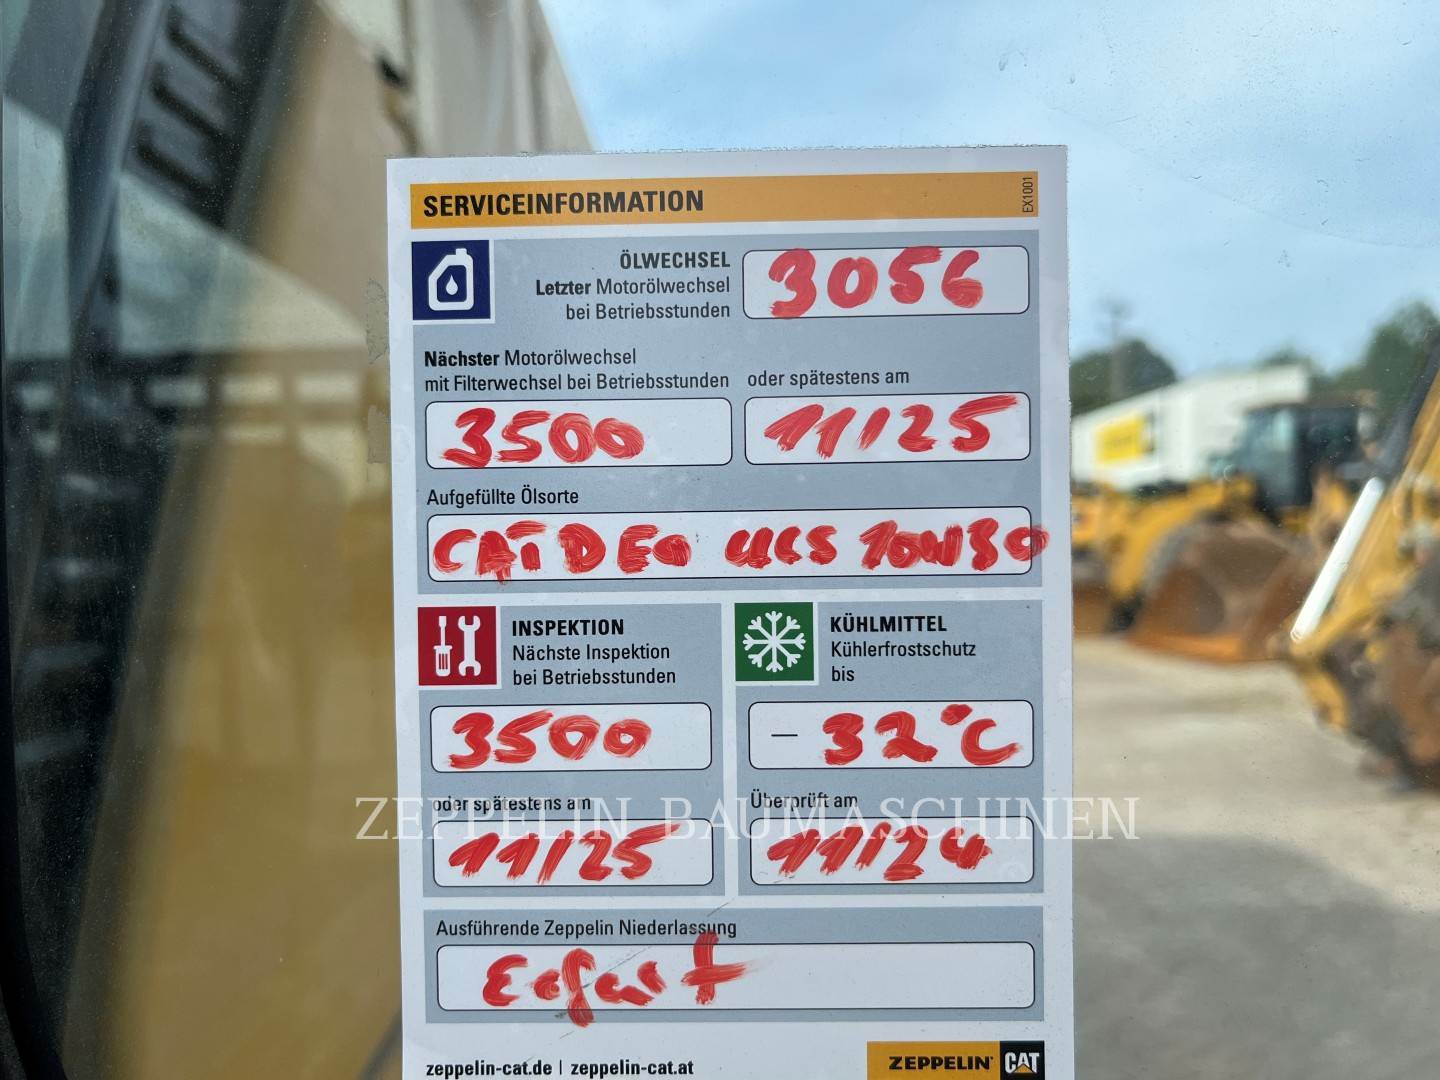 SERVICEINFORMATION
EX1001
ÖLWECHSEL
Letzter Motorölwechsel
bei Betriebsstunden
3056
Nächster Motorölwechsel
mit Filterwechsel bei Betriebsstunden
3500
oder spätestens am
11/25
Aufgefüllte Ölsorte
CAT DEO ULS 10W30
INSPEKTION
Nächste Inspektion
bei Betriebsstunden
3500
oder spätestens am
11/25
KÜHLMITTEL
Kühlerfrostschutz
bis
– 32°C
Überprüft am
11/24
ZEPPELIN BAUMASCHINEN
Ausführende Zeppelin Niederlassung
Erfurt
zeppelin-cat.de | zeppelin-cat.at
ZEPPELIN CAT